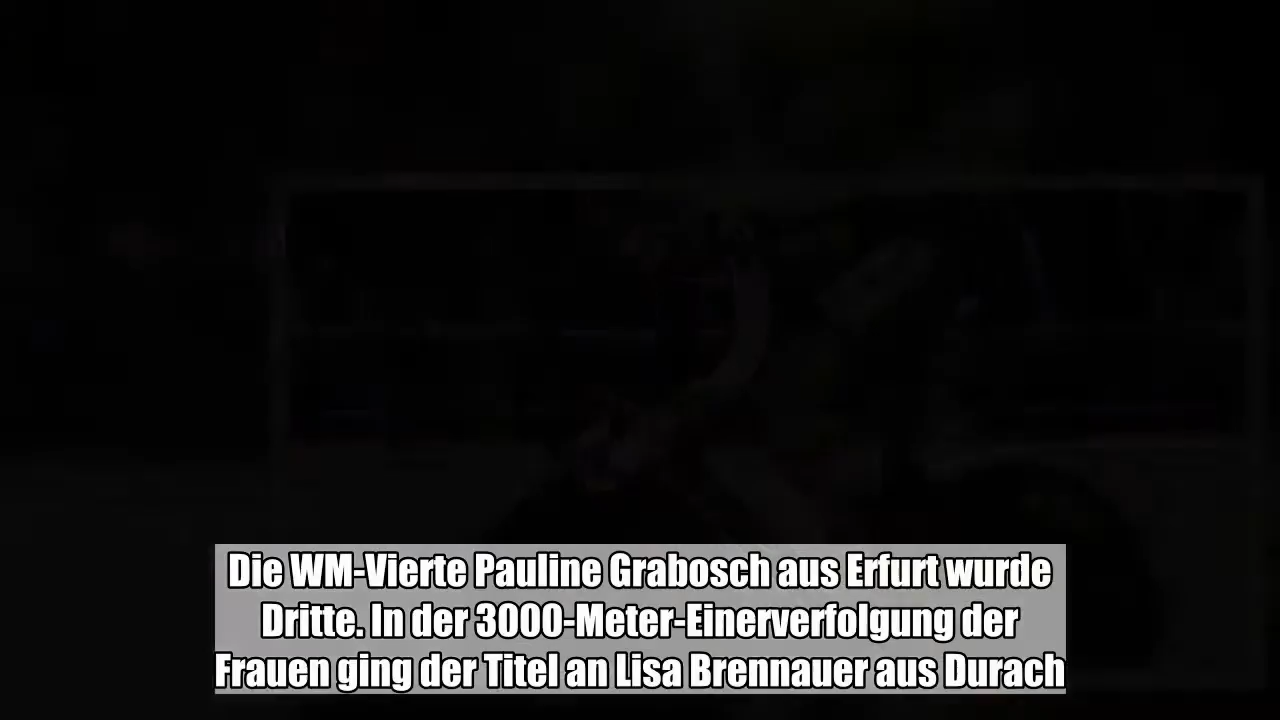 Die WM-Vierte Pauline Grabosch aus Erfurt wurde
Dritte. In der 3000-Meter-Einerverfolgung der
Frauen ging der Titel an Lisa Brennauer aus Durach